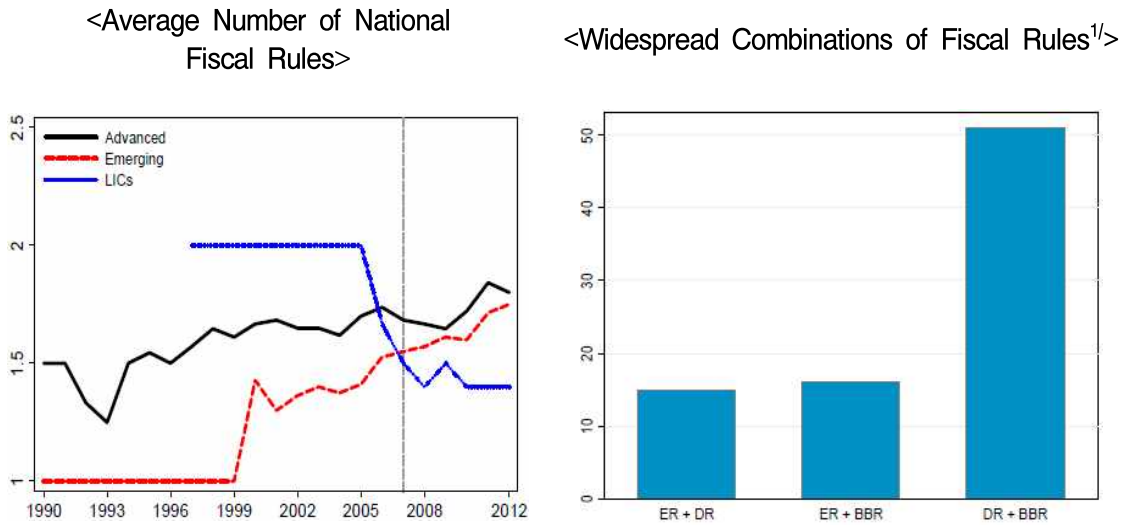 <Average Number of National
Fiscal Rules>
2.5
2
1.5
1
Advanced
Emerging
LICs
1990 1993 1996 1999 2002 2005 2008 2012
<Widespread Combinations of Fiscal Rules1/>
50
40
30
20
10
0
ER + DR ER + BBR DR + BBR